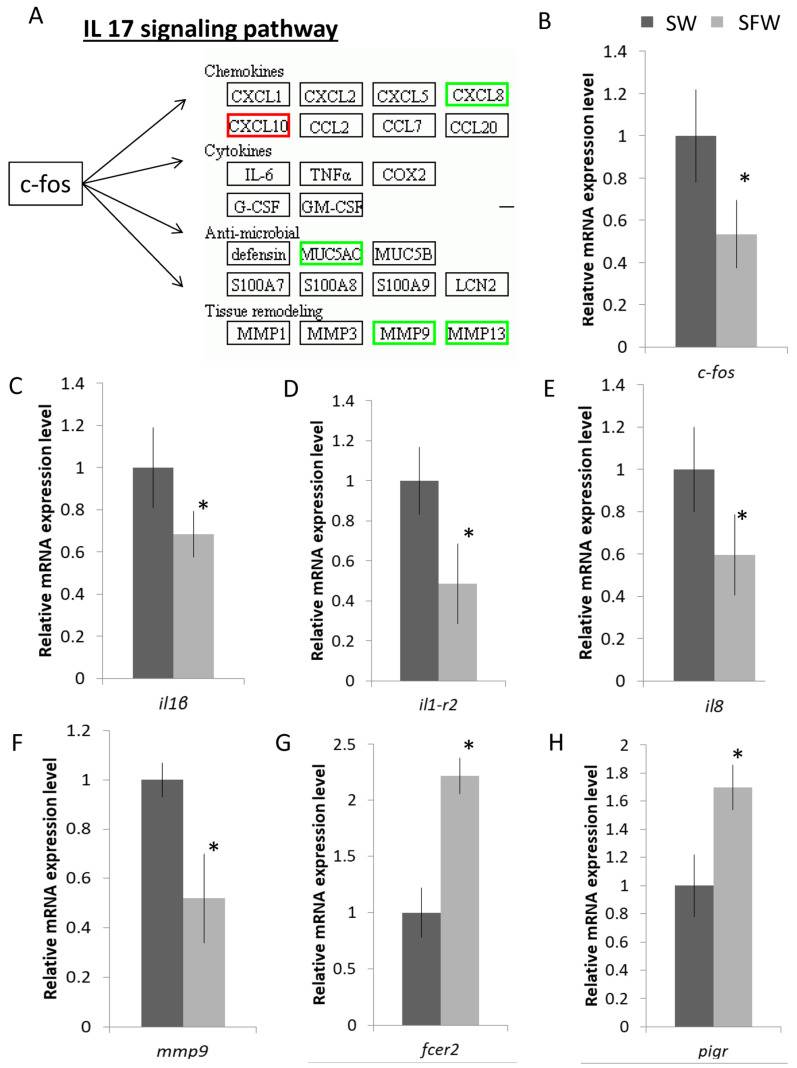 A
IL 17 signaling pathway
c-fos
Chemokines
CXCL1 CXCL2 CXCL5 CXCL8
CXCL10 CCL2 CCL7 CCL20
Cytokines
IL-6 TNFα COX2
G-CSF GM-CSF
Anti-microbial
defensin MUC5AC MUC5B
S100A7 S100A8 S100A9 LCN2
Tissue remodeling
MMP1 MMP3 MMP9 MMP13
B
SW SFW
Relative mRNA expression level
1.4
1.2
1
0.8
0.6
0.4
0.2
0
*
c-fos
C
Relative mRNA expression level
1.4
1.2
1
0.8
0.6
0.4
0.2
0
*
il1β
D
Relative mRNA expression level
1.4
1.2
1
0.8
0.6
0.4
0.2
0
*
il1-r2
E
Relative mRNA expression level
1.4
1.2
1
0.8
0.6
0.4
0.2
0
*
il8
F
Relative mRNA expression level
1.2
1
0.8
0.6
0.4
0.2
0
*
mmp9
G
Relative mRNA expression level
2.5
2
1.5
1
0.5
0
*
fcer2
H
Relative mRNA expression level
2
1.8
1.6
1.4
1.2
1
0.8
0.6
0.4
0.2
0
*
pigr